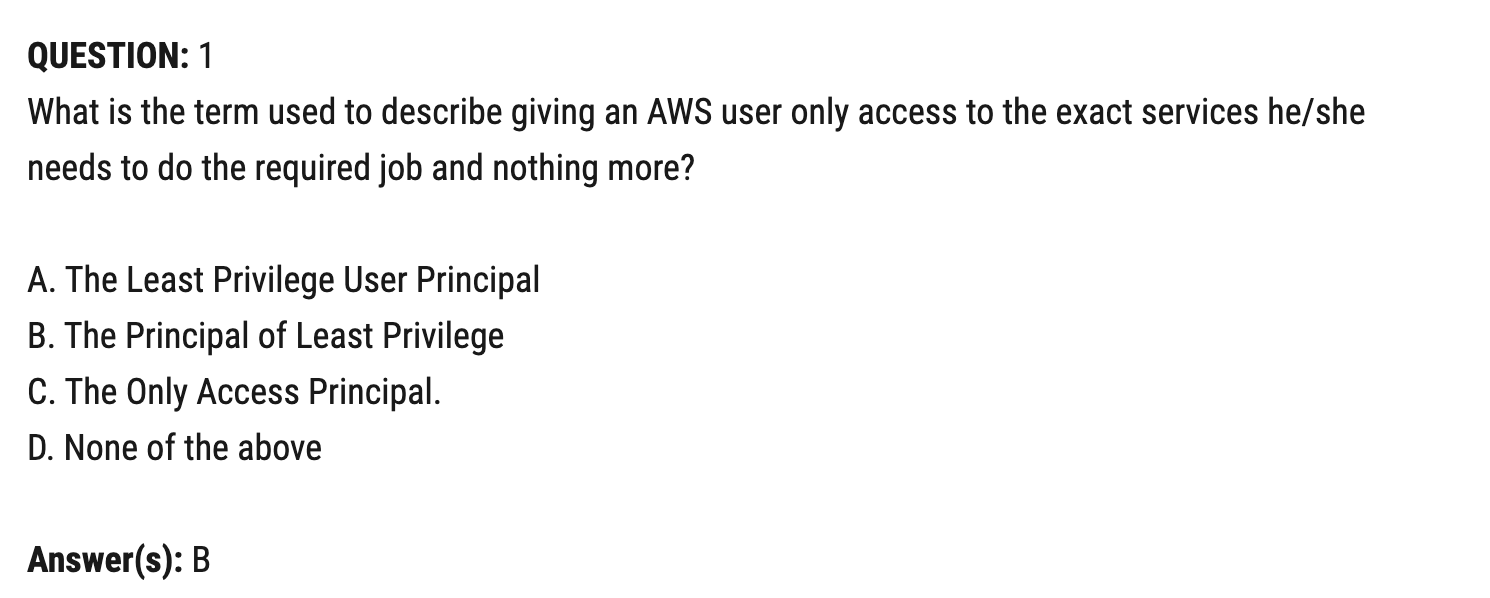 QUESTION: 1
What is the term used to describe giving an AWS user only access to the exact services he/she
needs to do the required job and nothing more?
A. The Least Privilege User Principal
B. The Principal of Least Privilege
C. The Only Access Principal.
D. None of the above
Answer(s): B